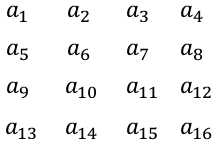 a₁ a₂ a₃ a₄
a₅ a₆ a₇ a₈
a₉ a₁₀ a₁₁ a₁₂
a₁₃ a₁₄ a₁₅ a₁₆